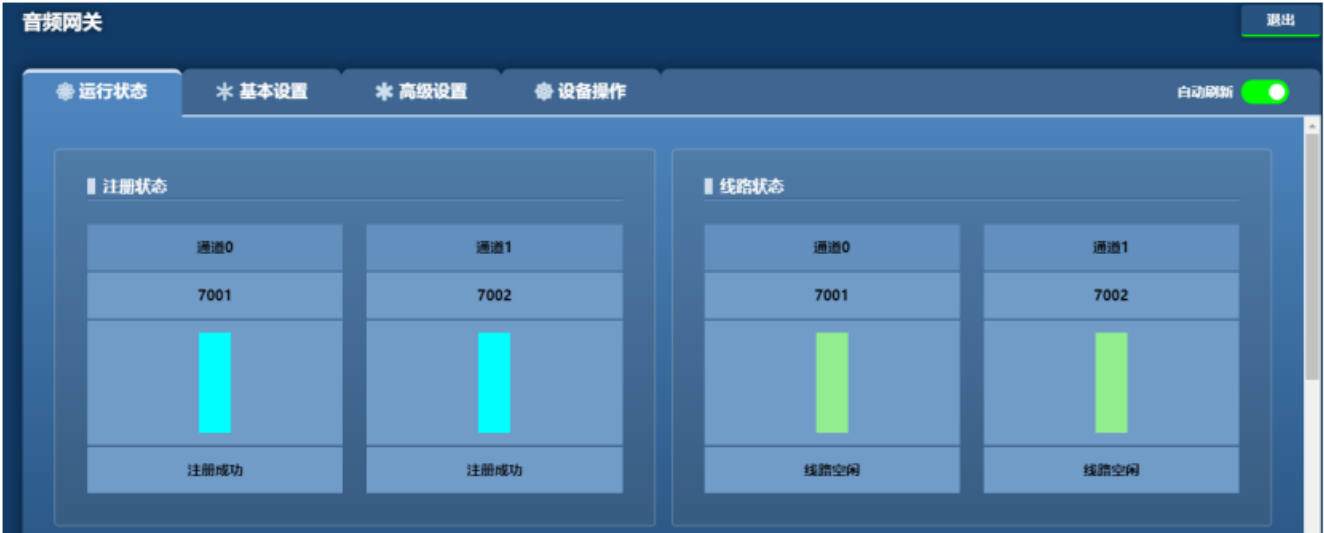 音频网关
退出
运行状态 基本设置 高级设置 设备操作 自动刷新
注册状态
通道0 通道1
7001 7002
注册成功 注册成功
线路状态
通道0 通道1
7001 7002
线路空闲 线路空闲